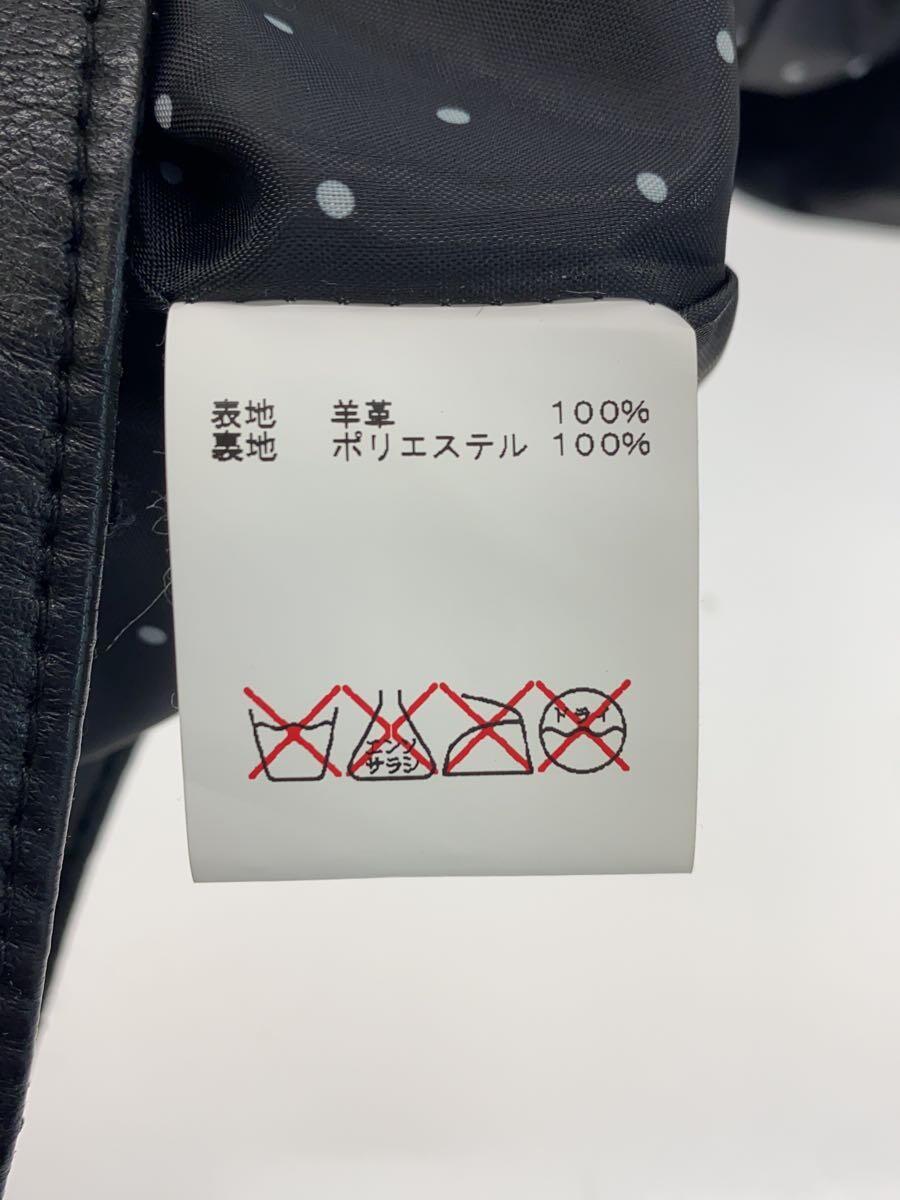 表地 羊革 100%
裏地 ポリエステル 100%
エンソ
サラシ
ドライ